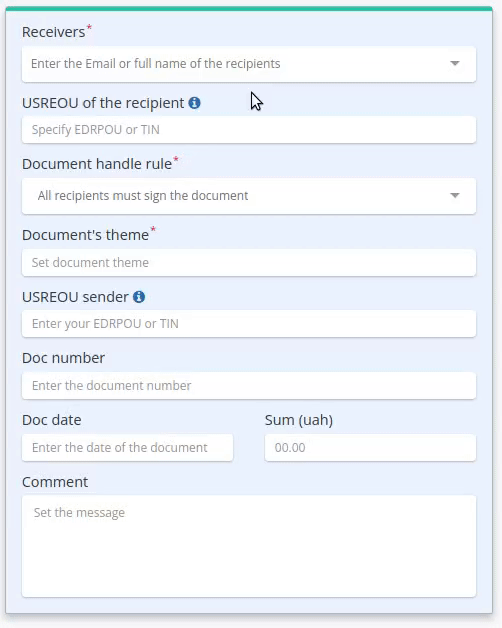 Receivers*
Enter the Email or full name of the recipients
USREOU of the recipient
Specify EDRPOU or TIN
Document handle rule*
All recipients must sign the document
Document's theme*
Set document theme
USREOU sender
Enter your EDRPOU or TIN
Doc number
Enter the document number
Doc date Sum (uah)
Enter the date of the document 00.00
Comment
Set the message